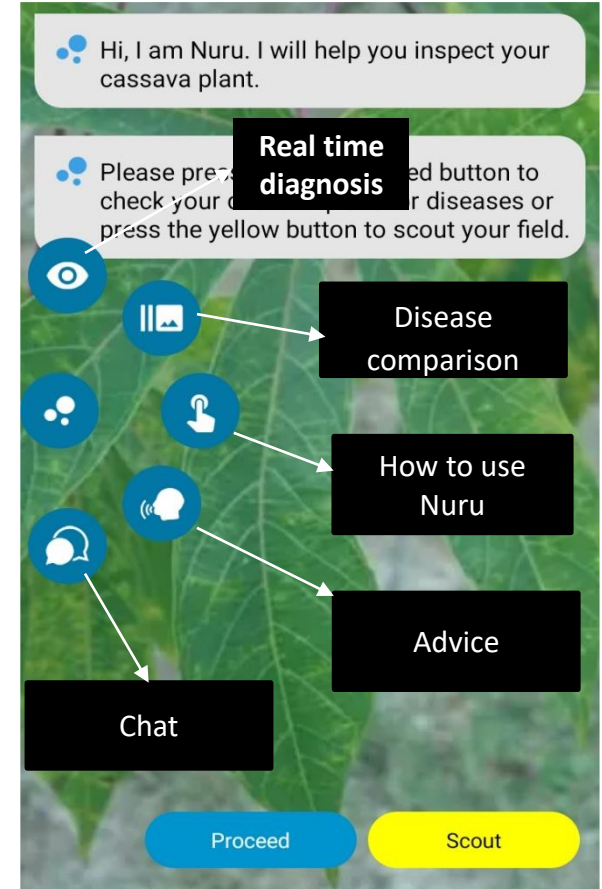 Hi, I am Nuru. I will help you inspect your
cassava plant.
Real time
diagnosis
Please ed button to
check your r diseases or
press the yellow button to scout your field.
Disease
comparison
How to use
Nuru
Advice
Chat
Proceed
Scout